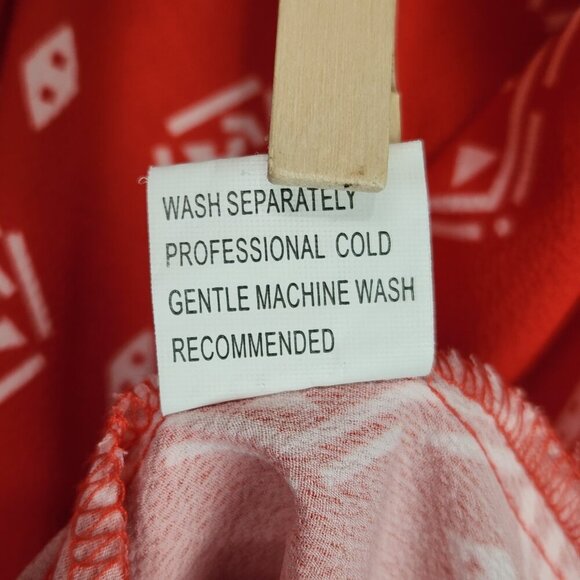 WASH SEPARATELY
PROFESSIONAL COLD
GENTLE MACHINE WASH
RECOMMENDED